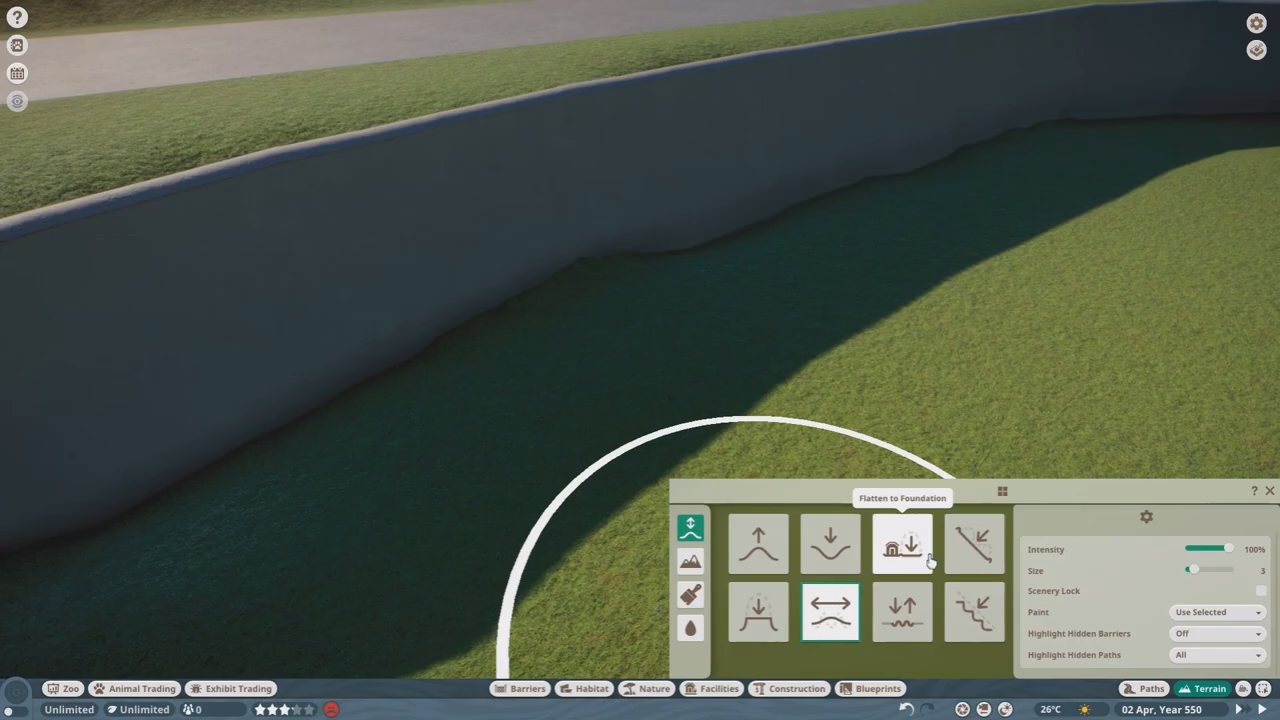 Flatten to Foundation
?
Intensity 100%
Size 3
Scenery Lock
Paint Use Selected
Highlight Hidden Barriers Off
Highlight Hidden Paths All
Zoo Animal Trading Exhibit Trading Barriers Habitat Nature Facilities Construction Blueprints Paths Terrain
Unlimited Unlimited 0 26°C 02 Apr, Year 550